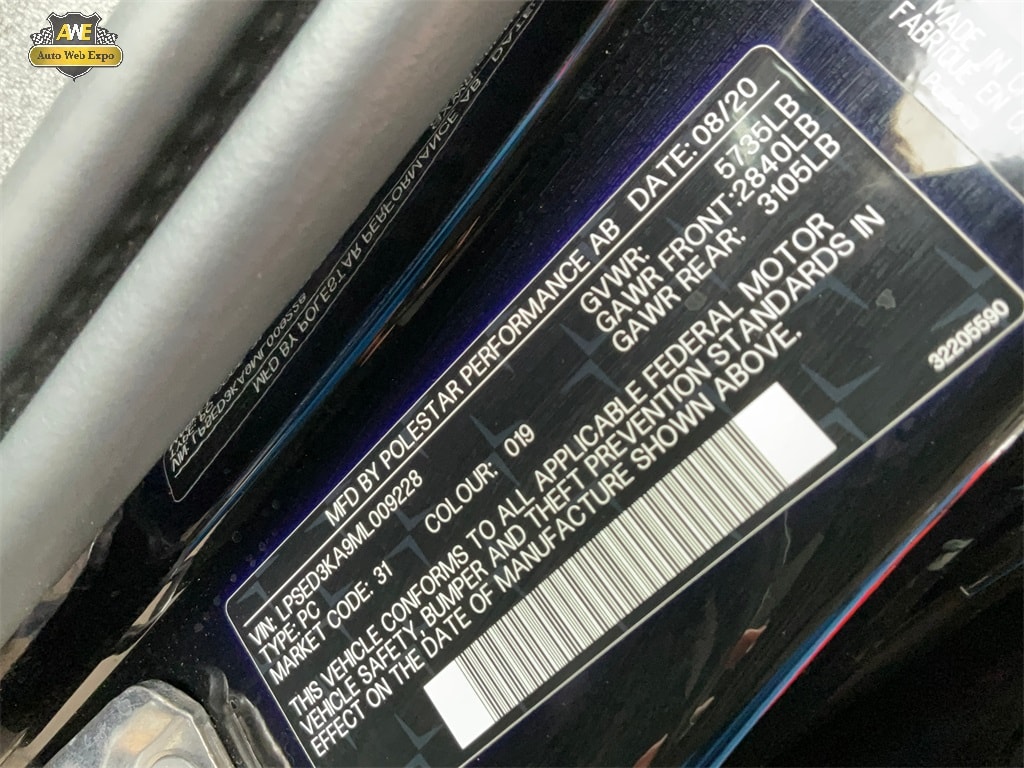 AWE
Auto Web Expo
MADE IN
FABRIQUE EN
MFD BY POLESTAR PERFORMANCE AB DATE: 08/20
VIN: LPSED3KA9ML009228
TYPE: PC
MARKET CODE: 31
COLOUR: 019
GVWR: 5735LB
GAWR FRONT: 2840LB
GAWR REAR: 3105LB
THIS VEHICLE CONFORMS TO ALL APPLICABLE FEDERAL MOTOR
VEHICLE SAFETY, BUMPER AND THEFT PREVENTION STANDARDS IN
EFFECT ON THE DATE OF MANUFACTURE SHOWN ABOVE.
32205590
MFD BY POLESTAR PERFORMANCE AB